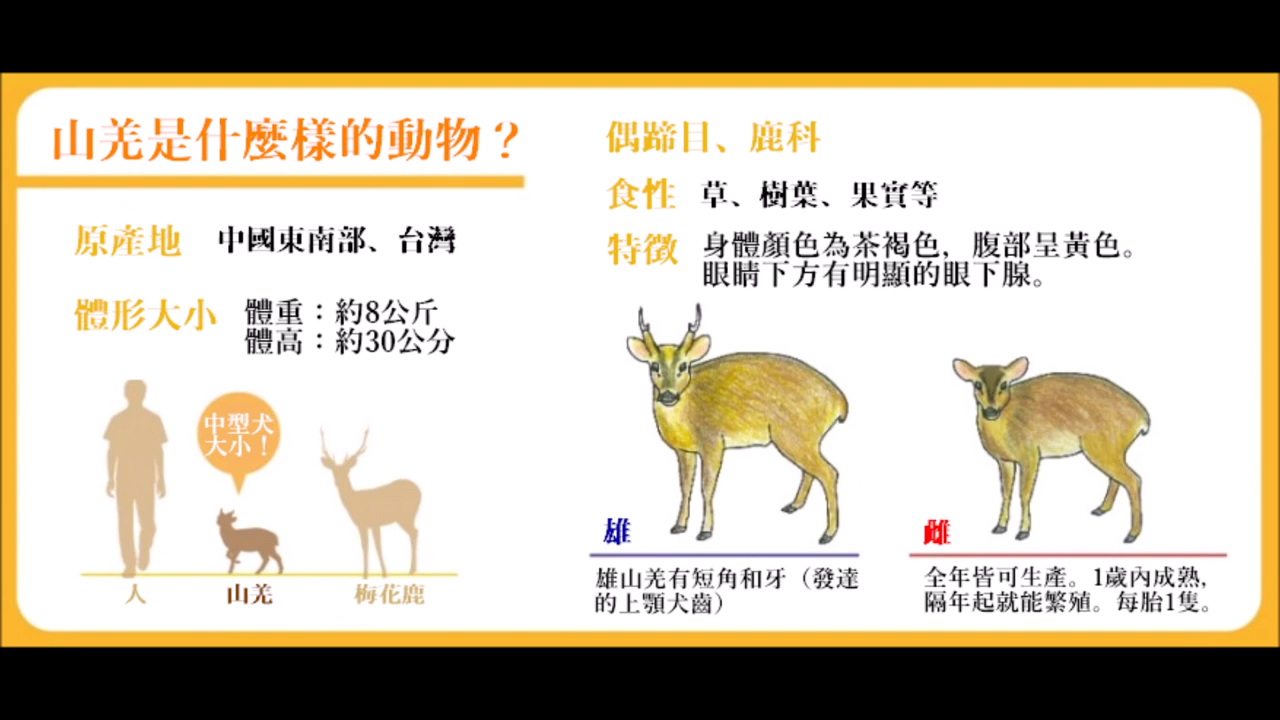 山羌是什麼樣的動物？
原產地 中國東南部、台灣
體形大小 體重：約8公斤
體高：約30公分
中型犬
大小！
人 山羌 梅花鹿
偶蹄目、鹿科
食性 草、樹葉、果實等
特徵 身體顏色為茶褐色，腹部呈黃色。
眼睛下方有明顯的眼下腺。
雄
雄山羌有短角和牙（發達
的上顎犬齒）
雌
全年皆可生產。1歲內成熟，
隔年起就能繁殖。每胎1隻。